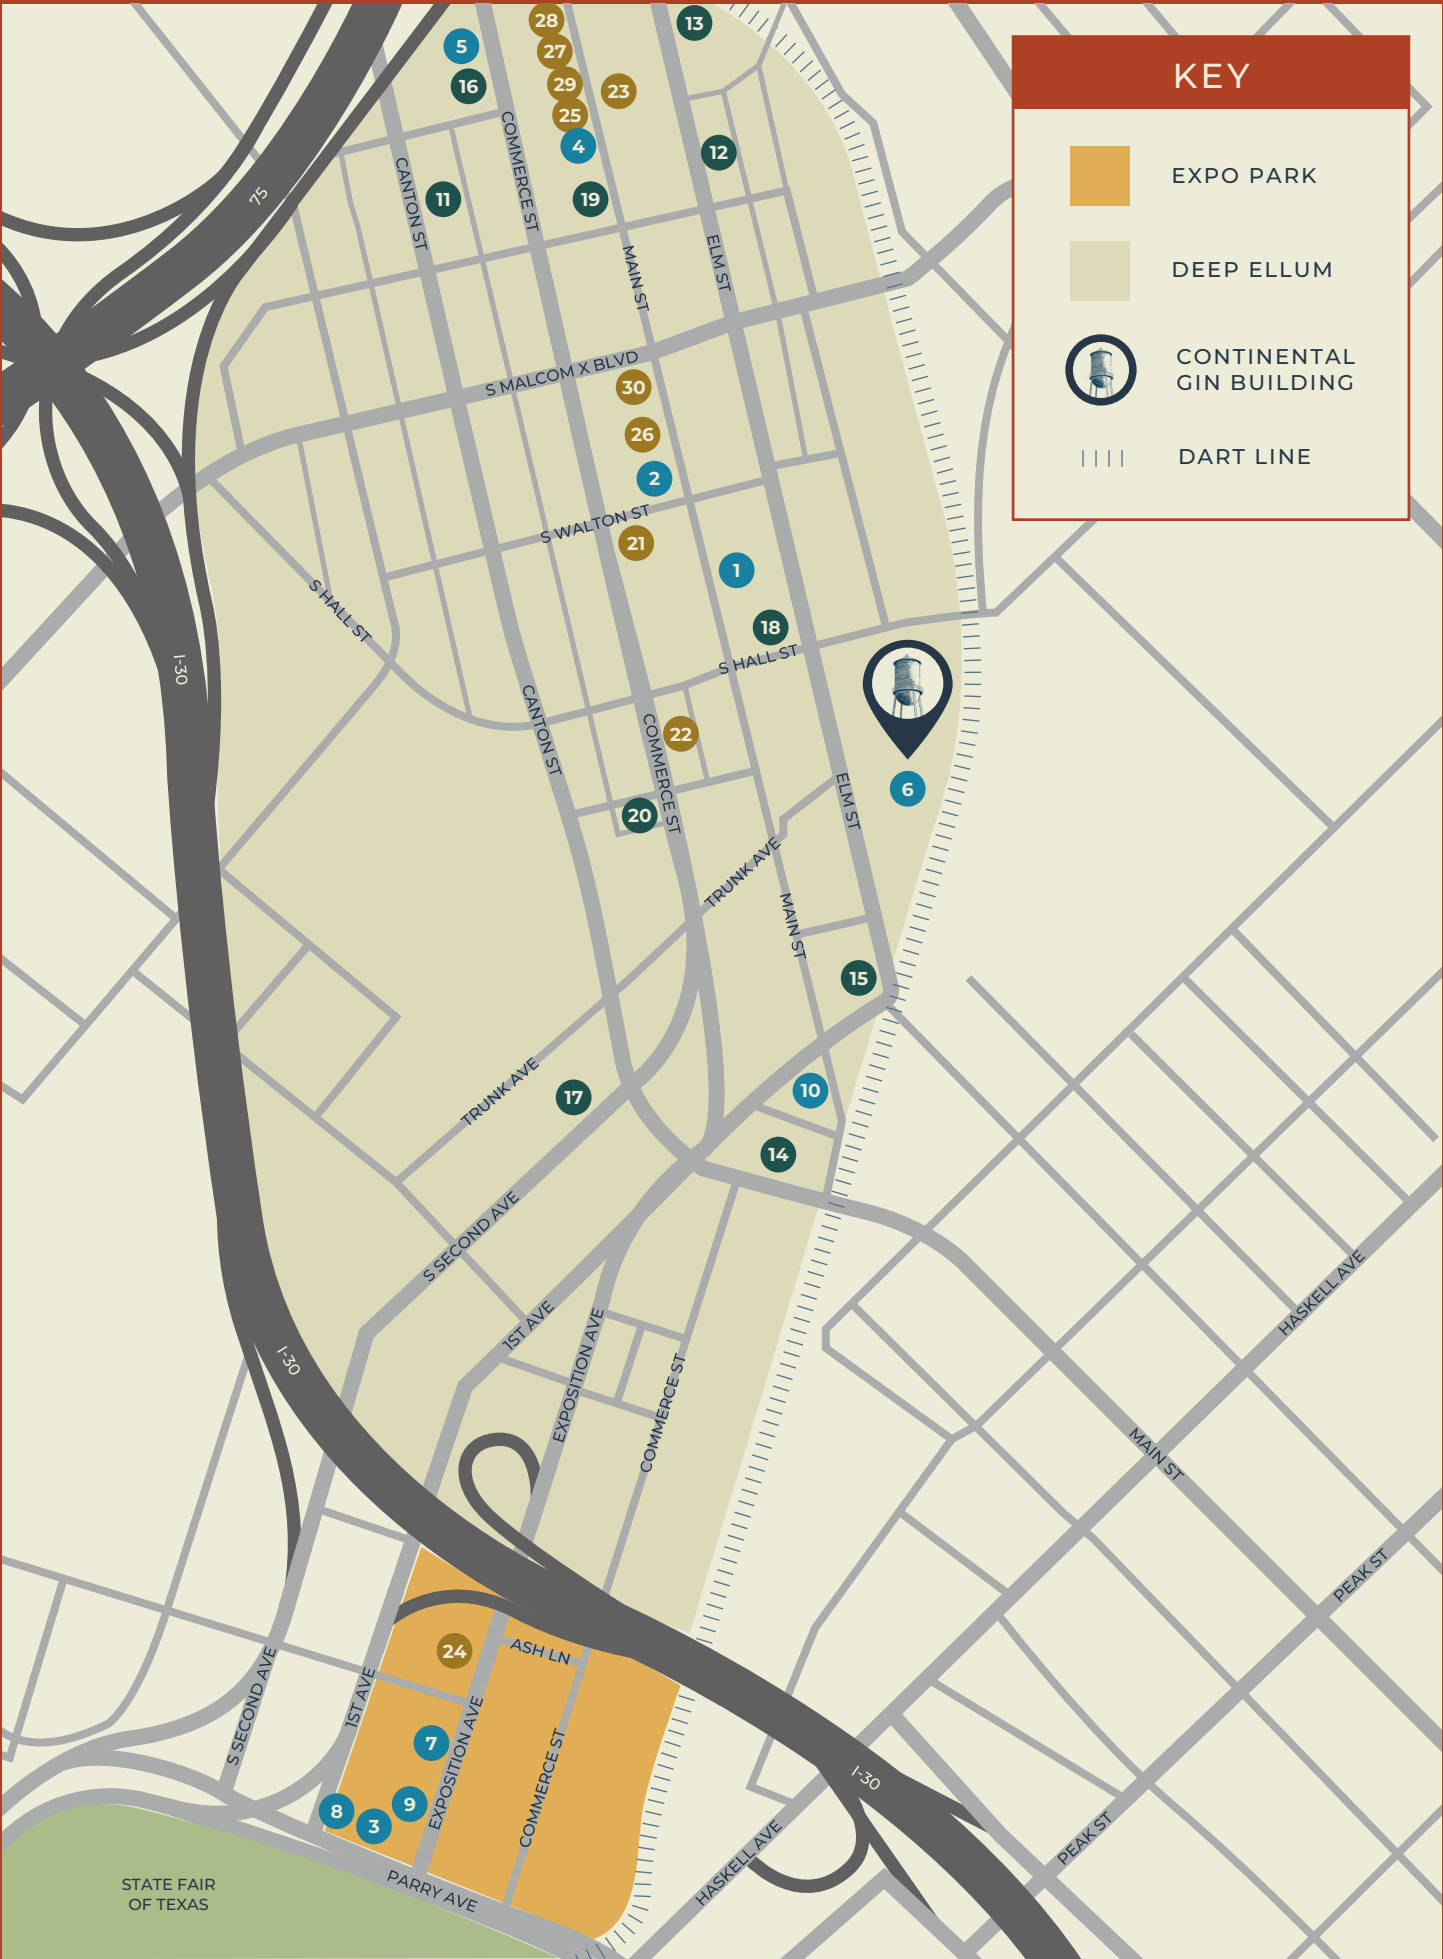 28
13
5
27
KEY
16
29
23
25
4
12
EXPO PARK
75
CANTON ST
COMMERCE ST
11
19
MAIN ST
ELM ST
DEEP ELLUM
CONTINENTAL
GIN BUILDING
S MALCOM X BLVD
30
26
DART LINE
2
S WALTON ST
21
1
S HALL ST
18
S HALL ST
I-30
CANTON ST
COMMERCE ST
22
6
ELM ST
20
TRUNK AVE
MAIN ST
15
TRUNK AVE
17
10
14
S SECOND AVE
HASKELL AVE
1ST AVE
EXPOSITION AVE
I-30
COMMERCE ST
MAIN ST
PEAK ST
24
ASH LN
S SECOND AVE
1ST AVE
7
EXPOSITION AVE
COMMERCE ST
I-30
8
3
9
PEAK ST
HASKELL AVE
PARRY AVE
STATE FAIR
OF TEXAS